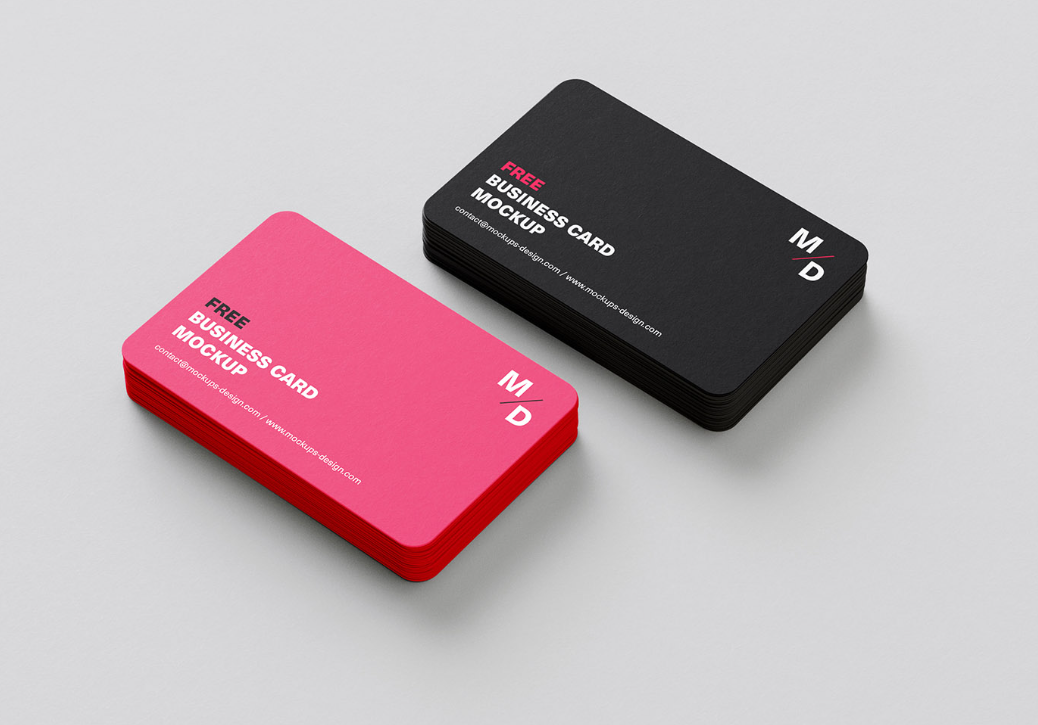 FREE
BUSINESS CARD
MOCKUP
contact@mockups-design.com / www.mockups-design.com
M
D
FREE
BUSINESS CARD
MOCKUP
contact@mockups-design.com / www.mockups-design.com
M
D